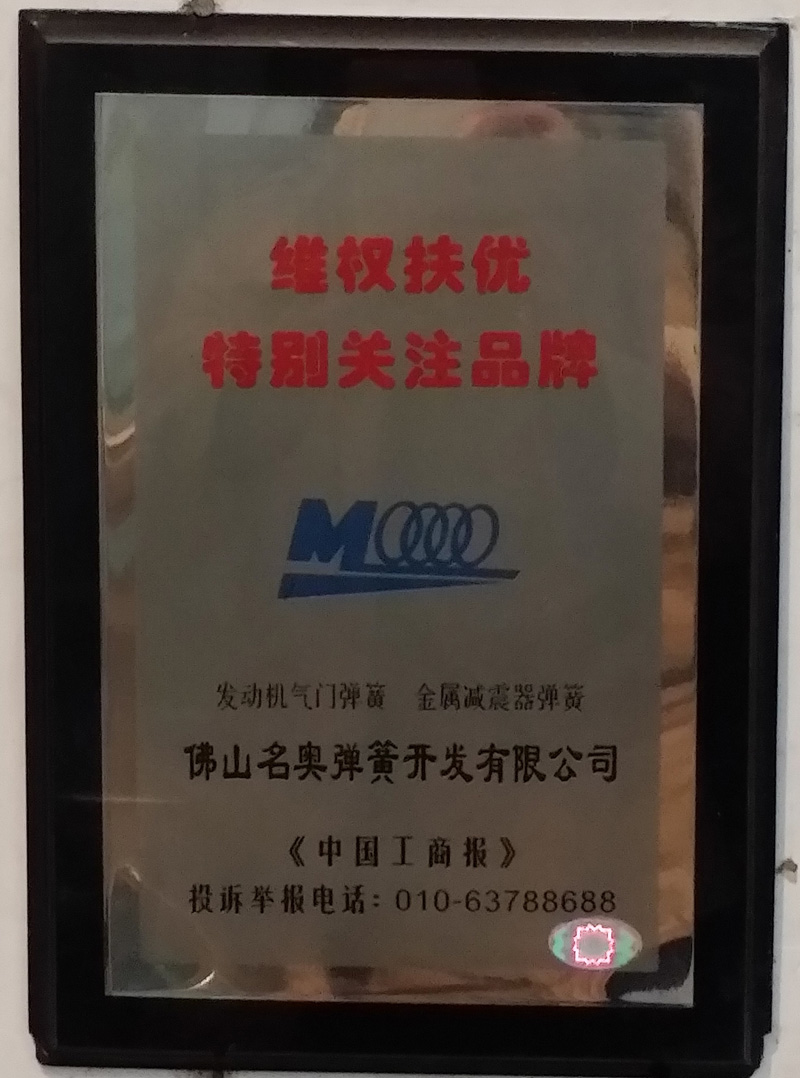 维权扶优
特别关注品牌
M
发动机气门弹簧 金属减震器弹簧
佛山名奥弹簧开发有限公司
《中国工商报》
投诉举报电话：010-63788688